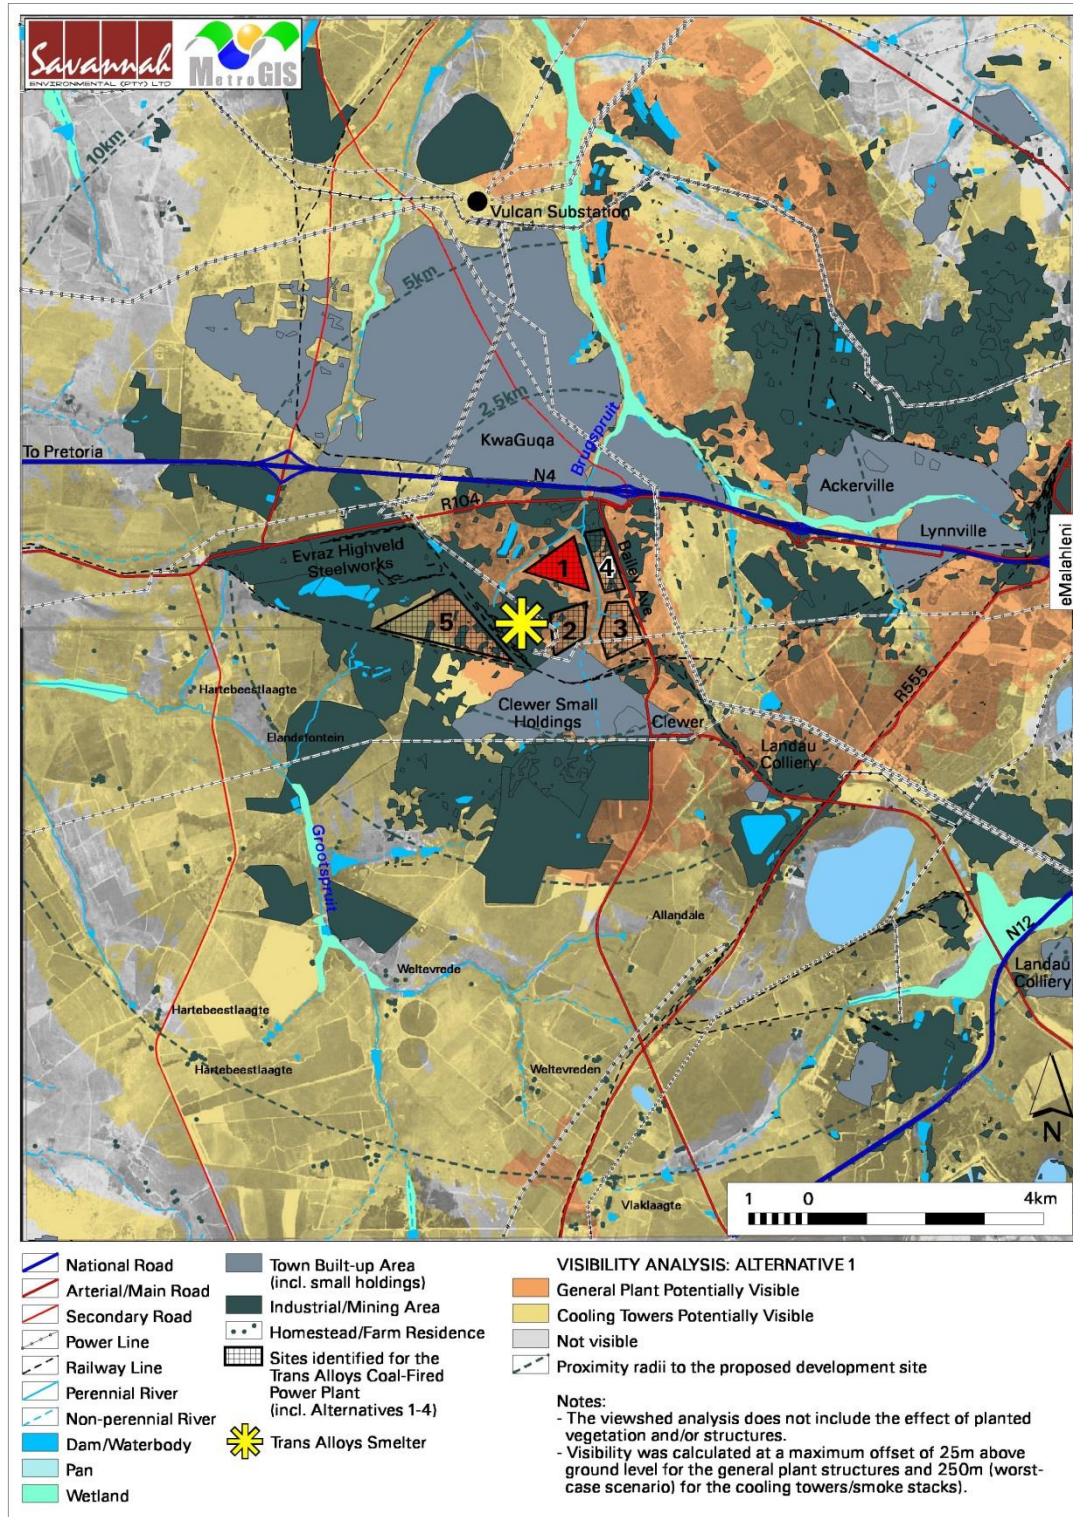 Savannah
ENVIRONMENTAL (PTY) LTD
MetroGIS
10km
Vulcan Substation
5km
2.5km
KwaGuqa
Brugspruit
To Pretoria
N4
Ackerville
R104
Lynnville
Evraz Highveld
Steelworks
eMalahleni
1
4
Bailey Ave
5
2
3
R555
Hartebeestlaagte
Clewer Small
Holdings
Clewer
Elandsfontein
Landau
Colliery
Grootspruit
Allandale
N12
Weltevrede
Landau
Colliery
Hartebeestlaagte
Hartebeestlaagte
Weltevreden
N
Vlaklaagte
1 0 4km
National Road
Arterial/Main Road
Secondary Road
Power Line
Railway Line
Perennial River
Non-perennial River
Dam/Waterbody
Pan
Wetland
Town Built-up Area
(incl. small holdings)
Industrial/Mining Area
Homestead/Farm Residence
Sites identified for the
Trans Alloys Coal-Fired
Power Plant
(incl. Alternatives 1-4)
Trans Alloys Smelter
VISIBILITY ANALYSIS: ALTERNATIVE 1
General Plant Potentially Visible
Cooling Towers Potentially Visible
Not visible
Proximity radii to the proposed development site
Notes:
- The viewshed analysis does not include the effect of planted
vegetation and/or structures.
- Visibility was calculated at a maximum offset of 25m above
ground level for the general plant structures and 250m (worst-
case scenario) for the cooling towers/smoke stacks).